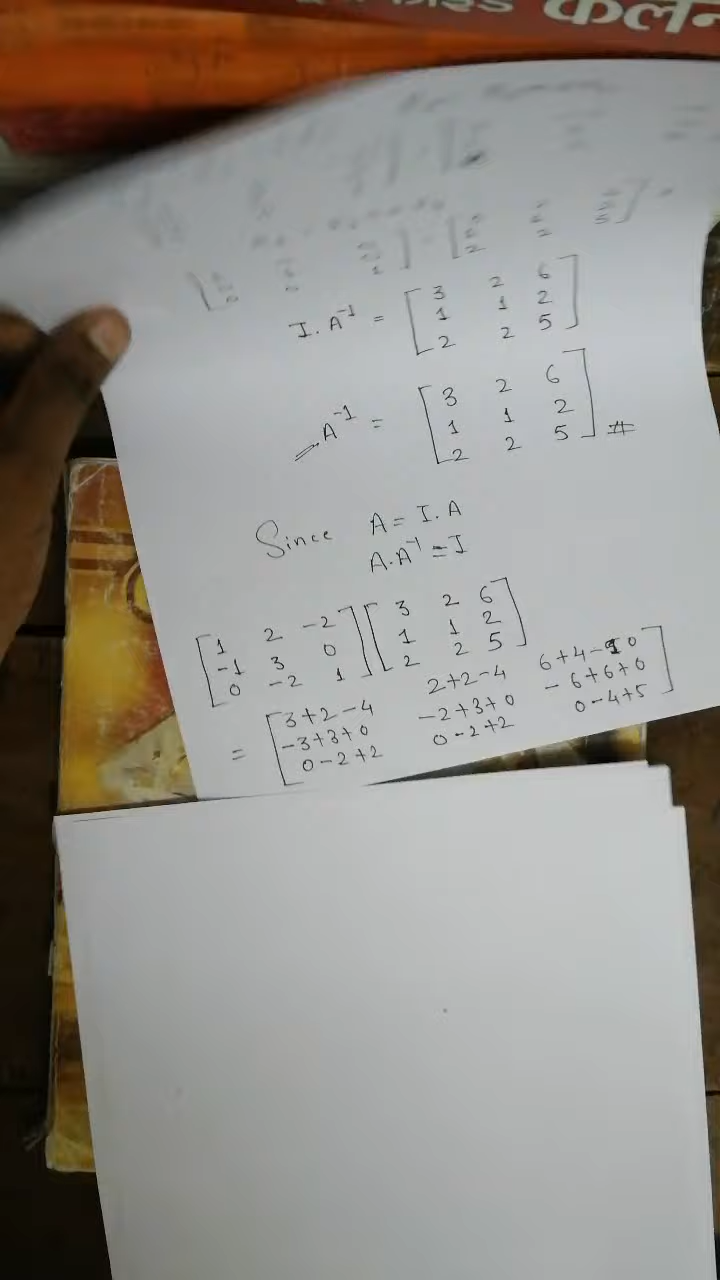 कलन
I. A⁻¹ = [3 2 6
1 1 2
2 2 5]
A⁻¹ = [3 2 6
1 1 2
2 2 5] #
Since A = I. A
A.A⁻¹ = I
[1 2 -2 ] [3 2 6]
[-1 3 0 ] [1 1 2]
[0 -2 1 ] [2 2 5]
= [3+2-4 2+2-4 6+4-10]
[-3+3+0 -2+3+0 -6+6+0]
[0-2+2 0-2+2 0-4+5]